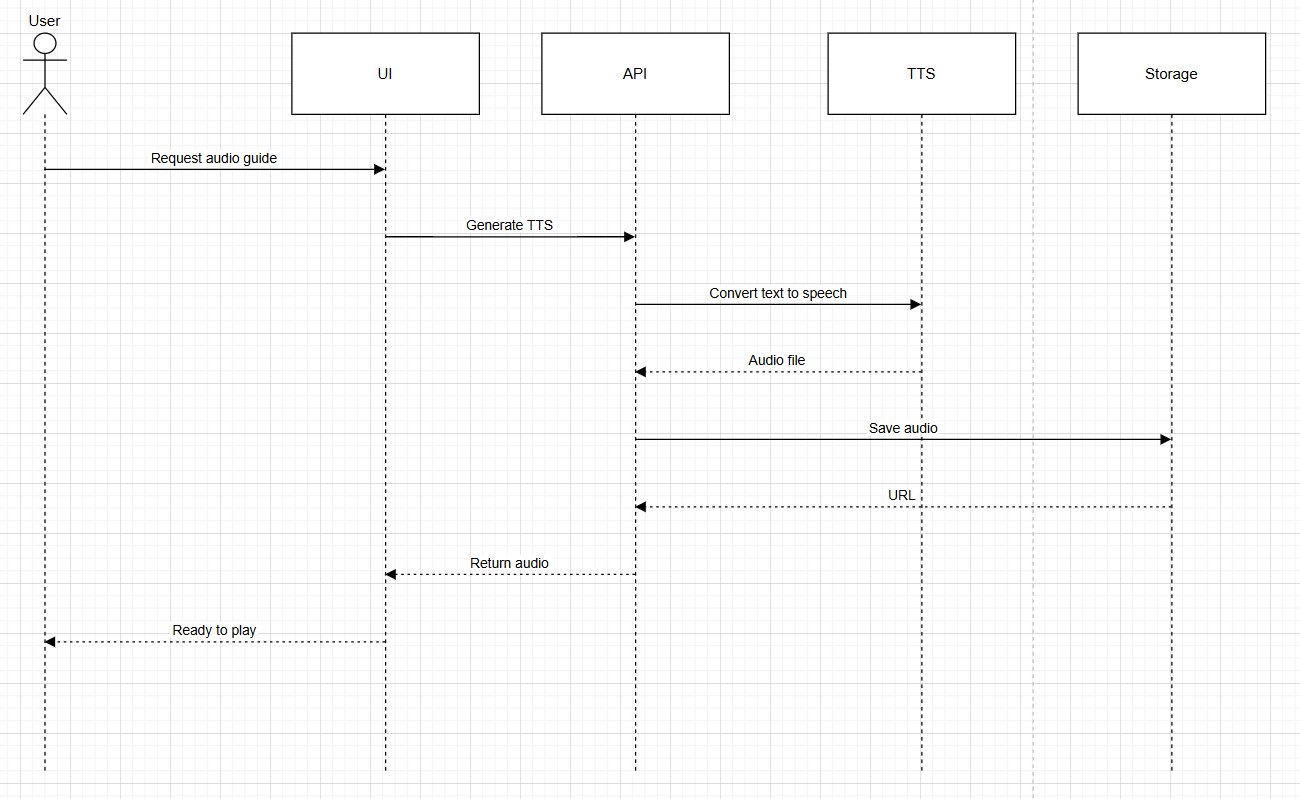 User
UI
API
TTS
Storage
Request audio guide
Generate TTS
Convert text to speech
Audio file
Save audio
URL
Return audio
Ready to play